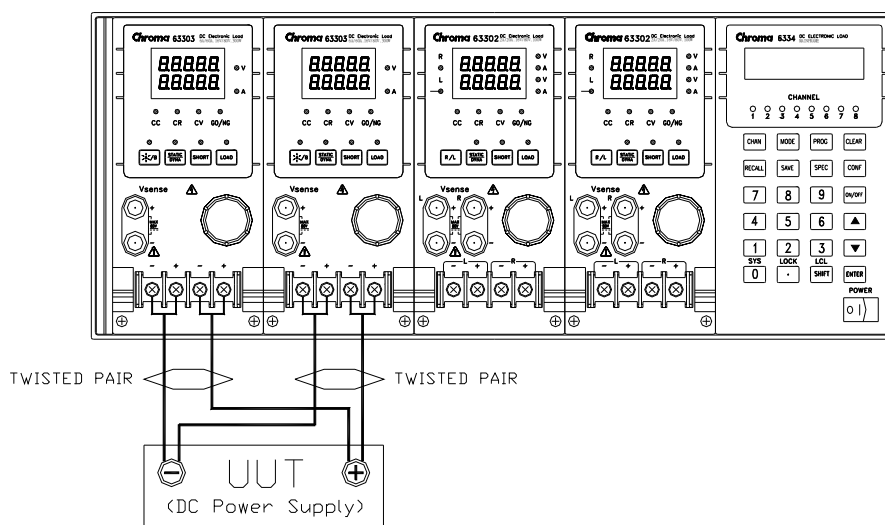 Chroma 63303 DC Electronic Load
V
A
CC CR CV GO/NG
/B STATIC DYNA SHORT LOAD
Vsense
+
-
- + - +
Chroma 63303 DC Electronic Load
V
A
CC CR CV GO/NG
/B STATIC DYNA SHORT LOAD
Vsense
+
-
- + - +
Chroma 63302 DC Electronic Load
R
L
V
A
V
A
CC CR CV GO/NG
R/L STATIC DYNA SHORT LOAD
Vsense
L R
+
-
L R
- + - +
Chroma 63302 DC Electronic Load
R
L
V
A
V
A
CC CR CV GO/NG
R/L STATIC DYNA SHORT LOAD
Vsense
L R
+
-
L R
- + - +
Chroma 6334 DC ELECTRONIC LOAD
CHANNEL
1 2 3 4 5 6 7 8
CHAN MODE PROG CLEAR
RECALL SAVE SPEC CONF
7 8 9 ON/OFF
4 5 6
1 2 3
SYS LOCK LCL
0 . SHIFT ENTER
POWER
TWISTED PAIR
TWISTED PAIR
- UUT +
(DC Power Supply)